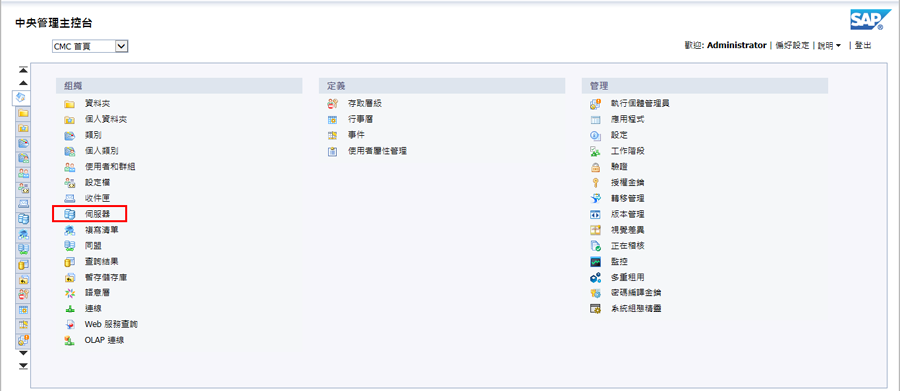 中央管理主控台
SAP
CMC 首頁
歡迎: Administrator | 偏好設定 | 說明 | 登出
組織
資料夾
個人資料夾
類別
個人類別
使用者和群組
設定檔
收件匣
伺服器
複寫清單
同盟
查詢結果
暫存儲存庫
語意層
連線
Web 服務查詢
OLAP 連線
定義
存取層級
行事曆
事件
使用者屬性管理
管理
執行個體管理員
應用程式
設定
工作階段
驗證
授權金鑰
轉移管理
版本管理
視覺差異
正在稽核
監控
多重租用
密碼編譯金鑰
系統組態精靈